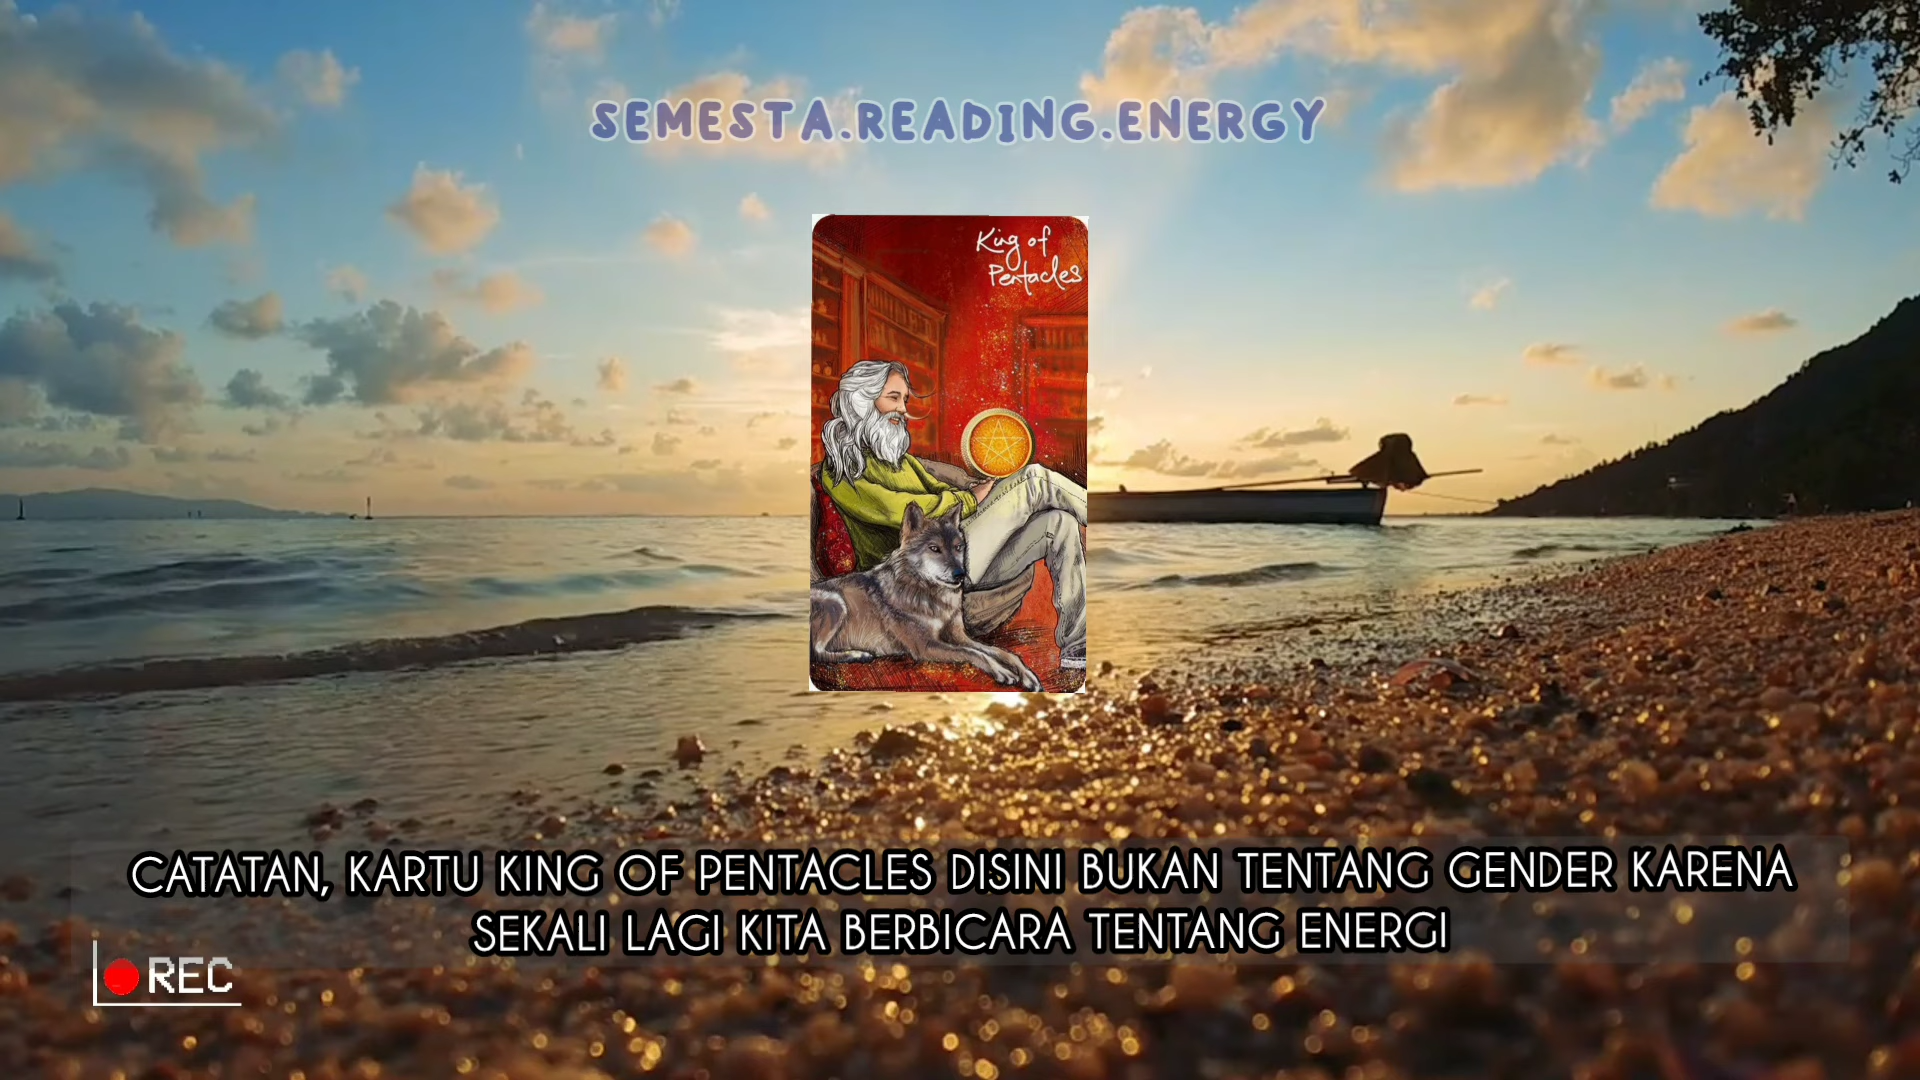 SEMESTA.READING.ENERGY
King of
Pentacles
CATATAN, KARTU KING OF PENTACLES DISINI BUKAN TENTANG GENDER KARENA
SEKALI LAGI KITA BERBICARA TENTANG ENERGI
REC